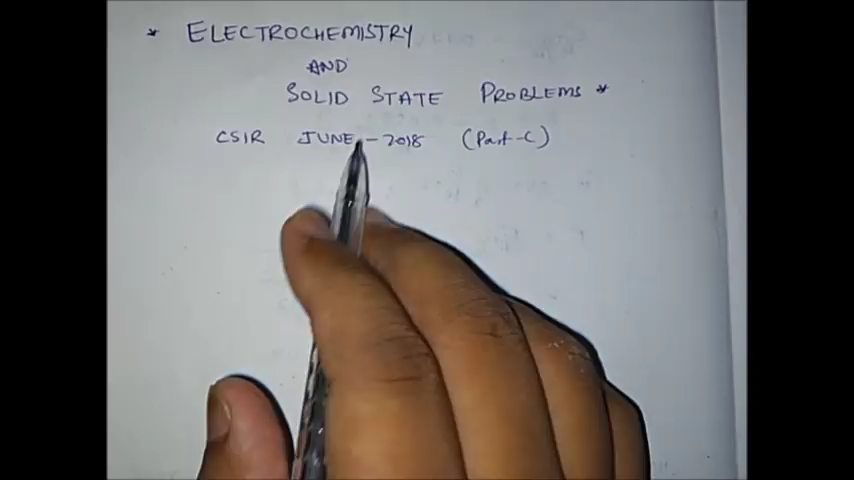 * ELECTROCHEMISTRY
AND
SOLID STATE PROBLEMS *
CSIR JUNE - 2018 (Part-C)